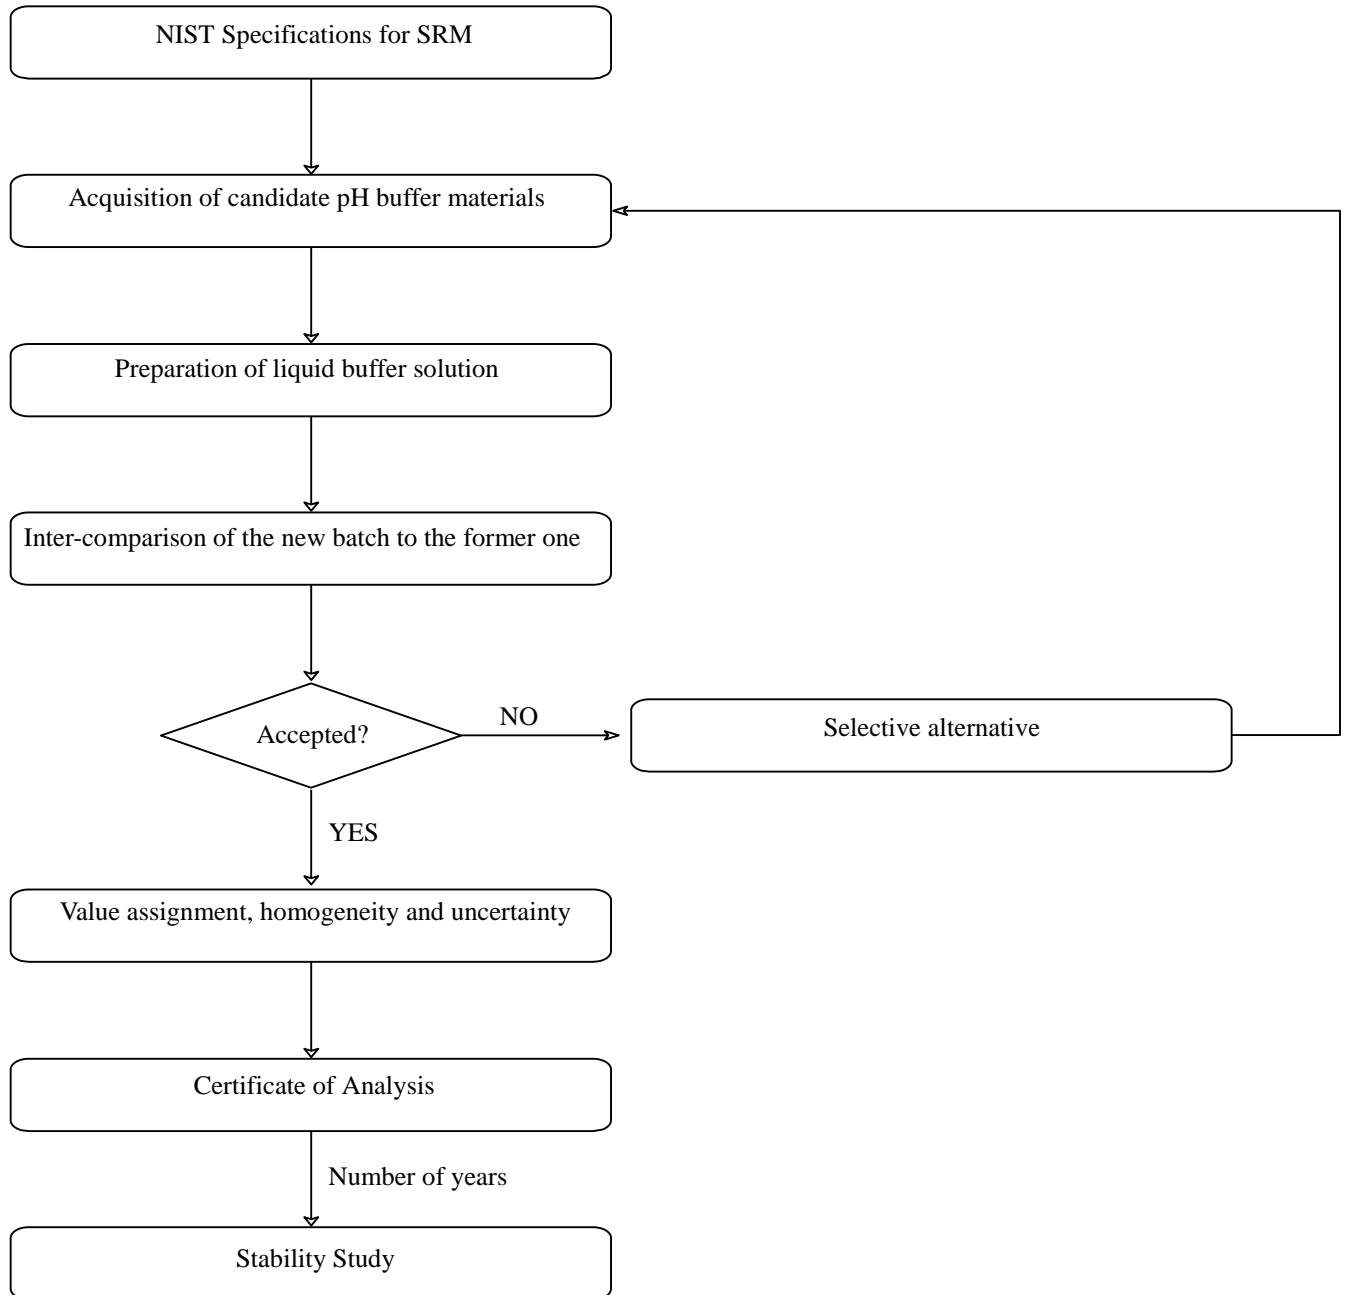 NIST Specifications for SRM
Acquisition of candidate pH buffer materials
Preparation of liquid buffer solution
Inter-comparison of the new batch to the former one
Accepted?
NO
Selective alternative
YES
Value assignment, homogeneity and uncertainty
Certificate of Analysis
Number of years
Stability Study